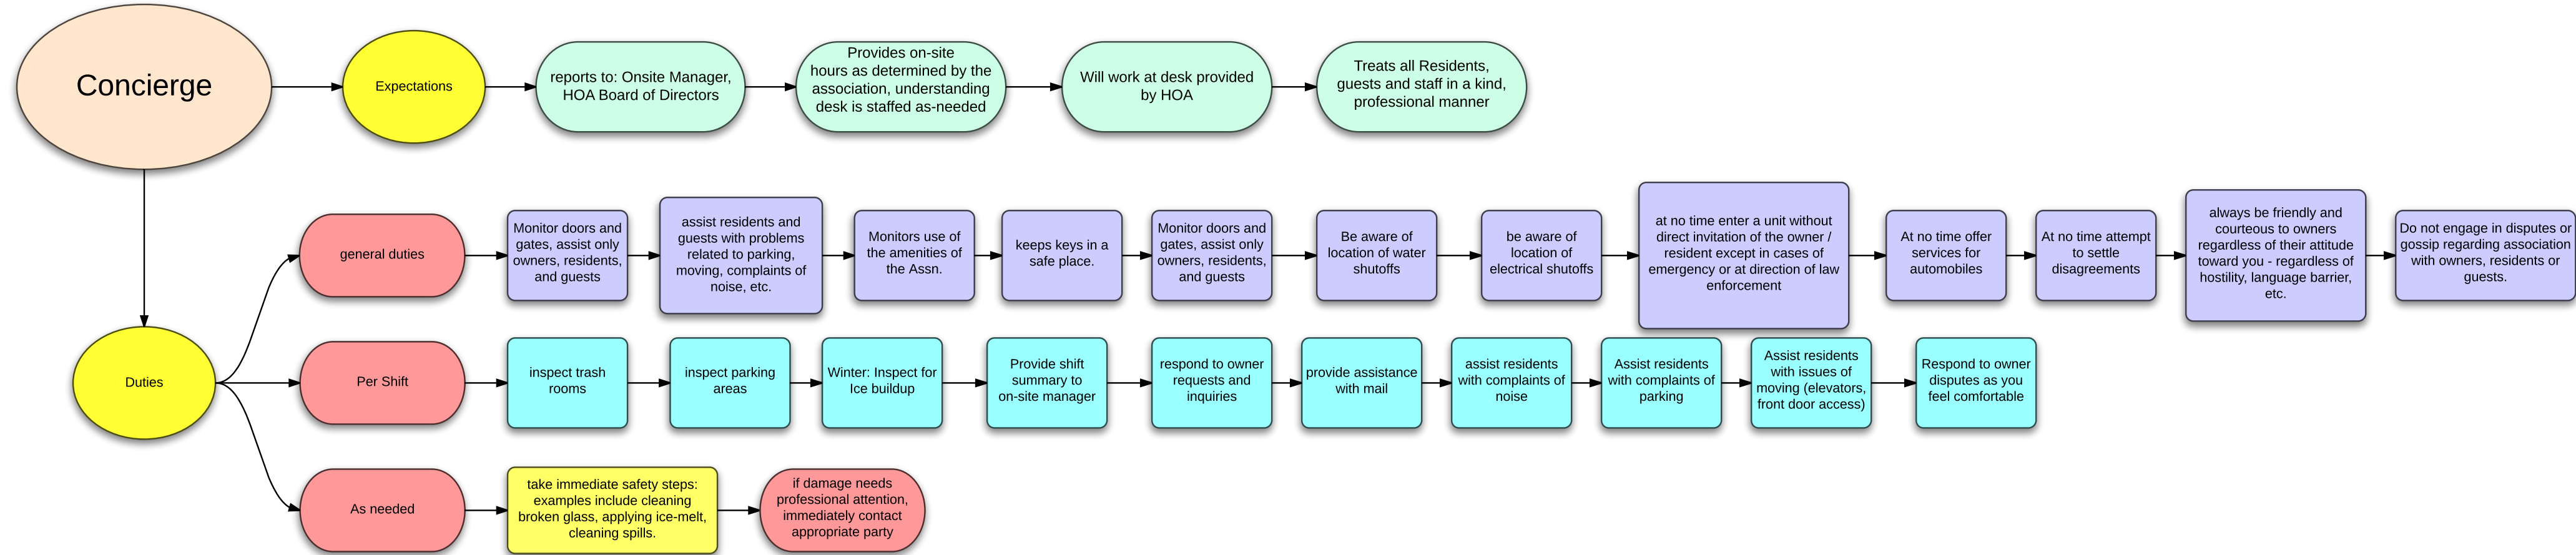 Concierge
Expectations
reports to: Onsite Manager,
HOA Board of Directors
Provides on-site
hours as determined by the
association, understanding
desk is staffed as-needed
Will work at desk provided
by HOA
Treats all Residents,
guests and staff in a kind,
professional manner
Duties
general duties
Monitor doors and
gates, assist only
owners, residents,
and guests
assist residents and
guests with problems
related to parking,
moving, complaints of
noise, etc.
Monitors use of
the amenities of
the Assn.
keeps keys in a
safe place.
Monitor doors and
gates, assist only
owners, residents,
and guests
Be aware of
location of water
shutoffs
be aware of
location of
electrical shutoffs
at no time enter a unit without
direct invitation of the owner /
resident except in cases of
emergency or at direction of law
enforcement
At no time offer
services for
automobiles
At no time attempt
to settle
disagreements
always be friendly and
courteous to owners
regardless of their attitude
toward you - regardless of
hostility, language barrier,
etc.
Do not engage in disputes or
gossip regarding association
with owners, residents or
guests.
Per Shift
inspect trash
rooms
inspect parking
areas
Winter: Inspect for
Ice buildup
Provide shift
summary to
on-site manager
respond to owner
requests and
inquiries
provide assistance
with mail
assist residents
with complaints of
noise
Assist residents
with complaints of
parking
Assist residents
with issues of
moving (elevators,
front door access)
Respond to owner
disputes as you
feel comfortable
As needed
take immediate safety steps:
examples include cleaning
broken glass, applying ice-melt,
cleaning spills.
if damage needs
professional attention,
immediately contact
appropriate party